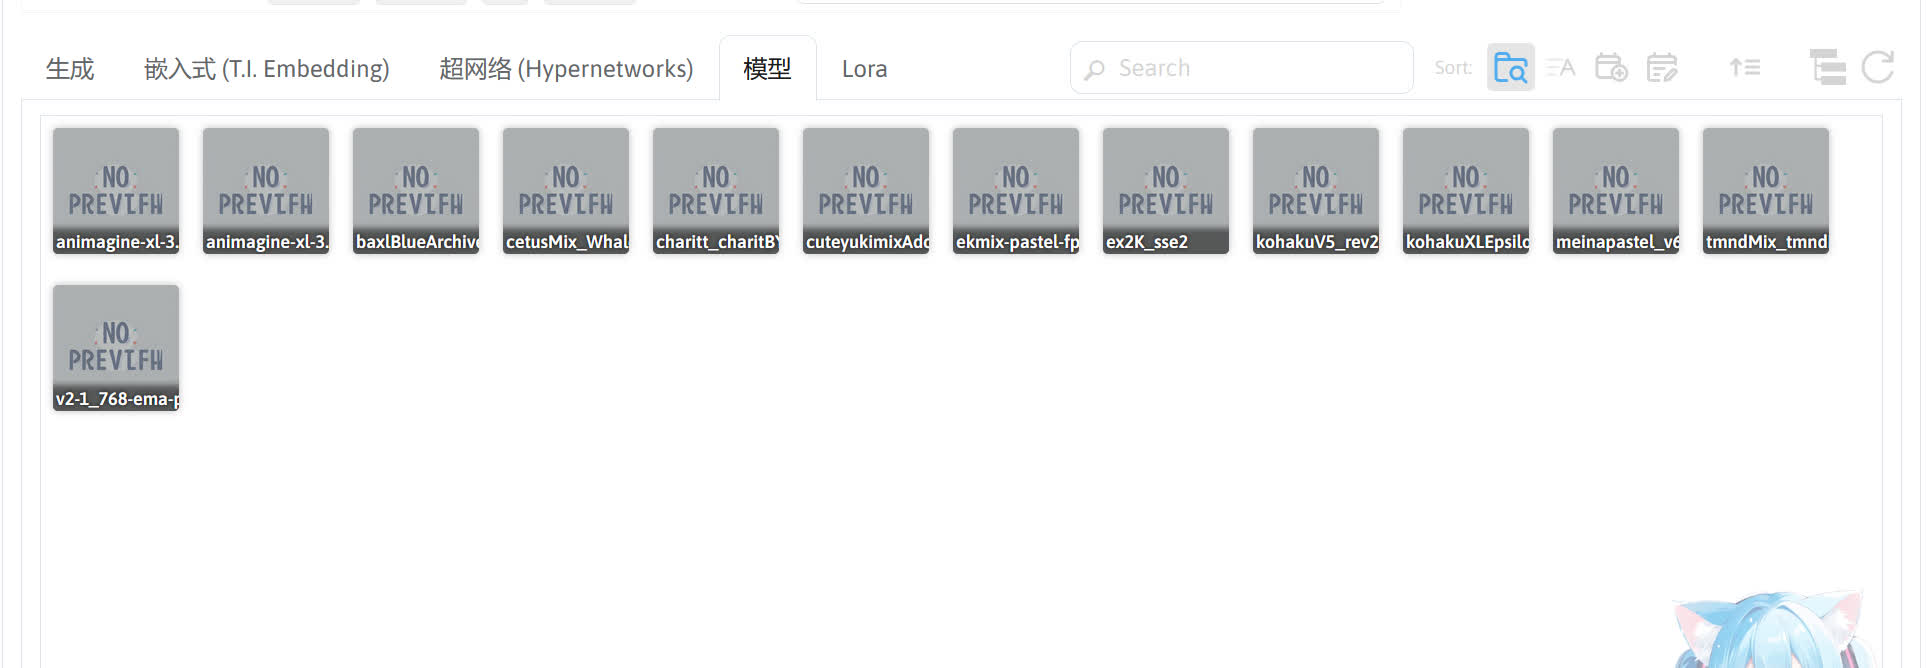 生成 嵌入式 (T.I. Embedding) 超网络 (Hypernetworks) 模型 Lora Search Sort:
NO PREVIEW NO PREVIEW NO PREVIEW NO PREVIEW NO PREVIEW NO PREVIEW NO PREVIEW NO PREVIEW NO PREVIEW NO PREVIEW NO PREVIEW NO PREVIEW
animagine-xl-3. animagine-xl-3. baxlBlueArchive cetusMix_Whal charitt_charitBY cuteyukimixAdo ekmix-pastel-fp ex2K_sse2 kohakuV5_rev2 kohakuXLEpsilo meinapastel_v6 tmndMix_tmnd
NO PREVIEW
v2-1_768-ema-p